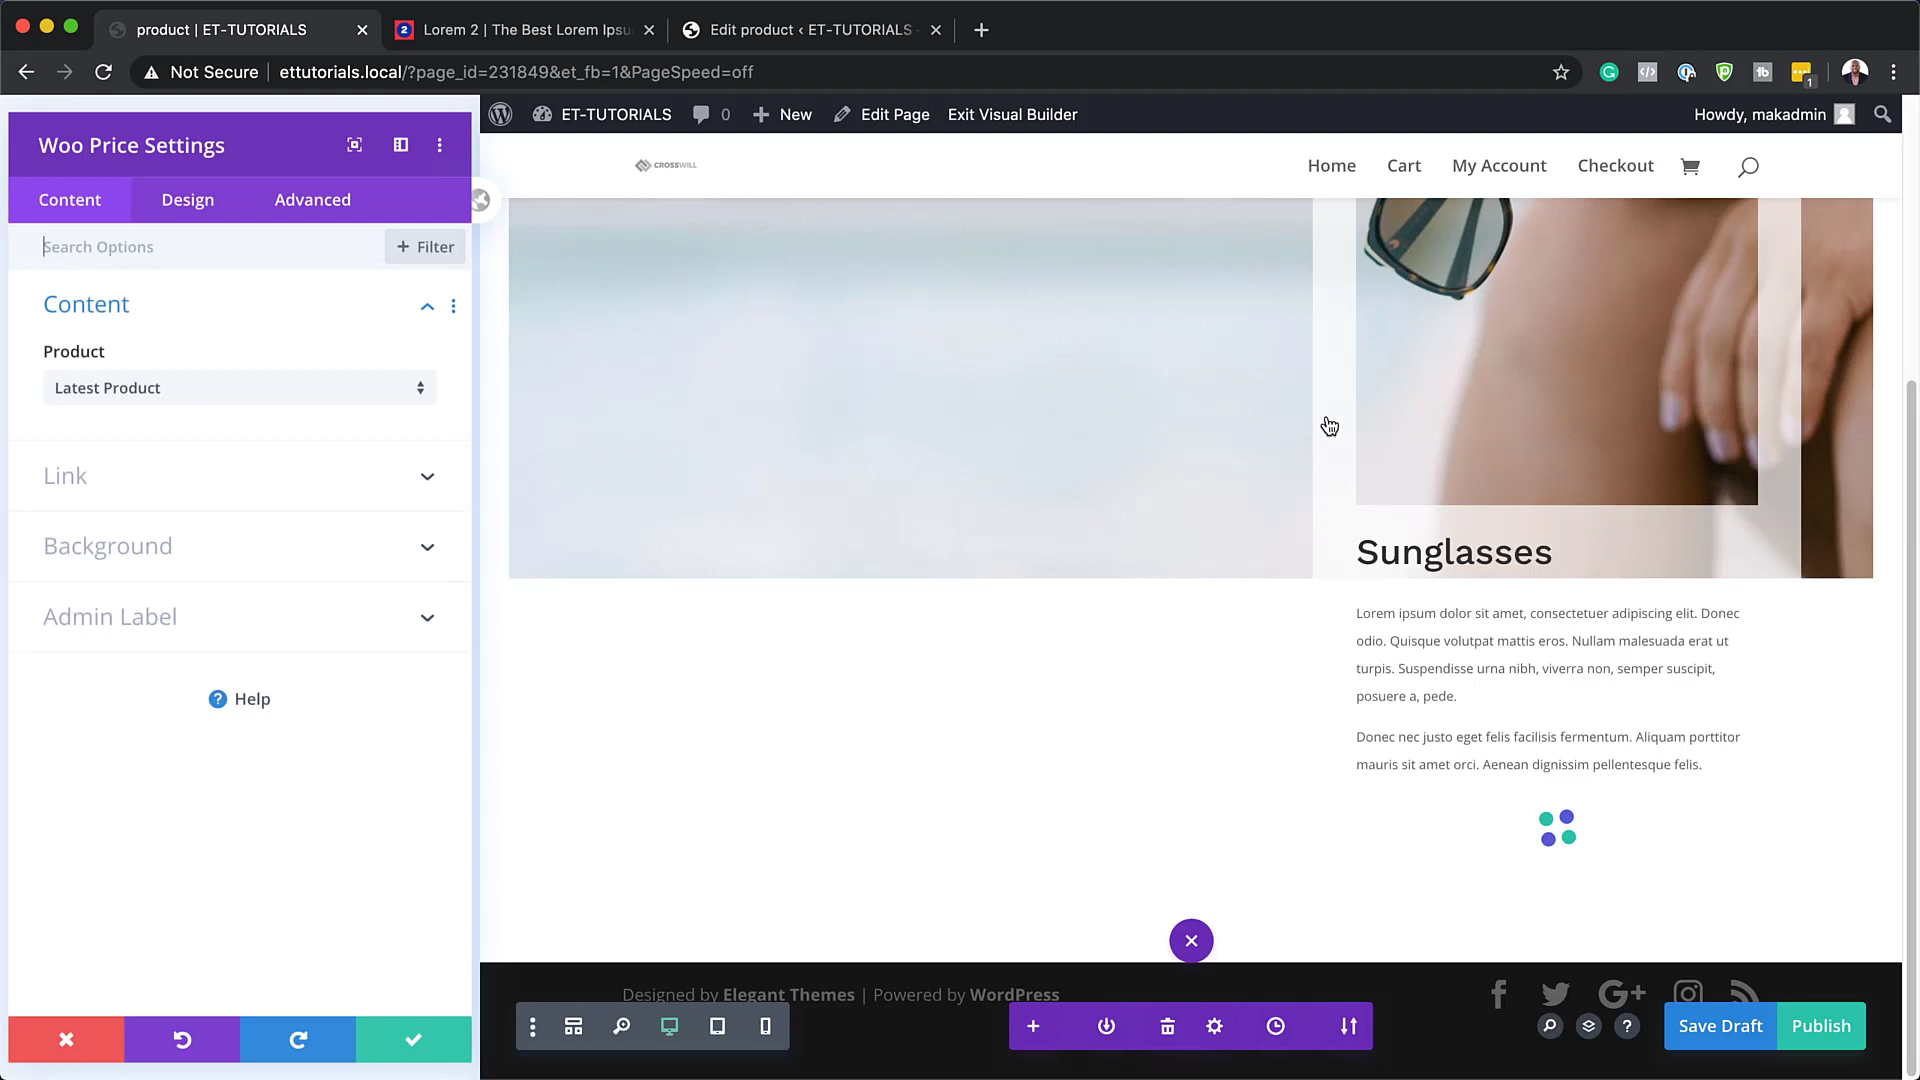 product | ET-TUTORIALS
2 Lorem 2 | The Best Lorem Ipsu
Edit product ‹ ET-TUTORIALS
Not Secure | ettutorials.local/?page_id=231849&et_fb=1&PageSpeed=off
tb
1
ET-TUTORIALS 0 New Edit Page Exit Visual Builder Howdy, makadmin
Woo Price Settings
Content Design Advanced
Search Options + Filter
Content
Product
Latest Product
Link
Background
Admin Label
? Help
CROSSWILL
Home Cart My Account Checkout
Sunglasses
Lorem ipsum dolor sit amet, consectetuer adipiscing elit. Donec
odio. Quisque volutpat mattis eros. Nullam malesuada erat ut
turpis. Suspendisse urna nibh, viverra non, semper suscipit,
posuere a, pede.
Donec nec justo eget felis facilisis fermentum. Aliquam porttitor
mauris sit amet orci. Aenean dignissim pellentesque felis.
Designed by Elegant Themes | Powered by WordPress
? Save Draft Publish